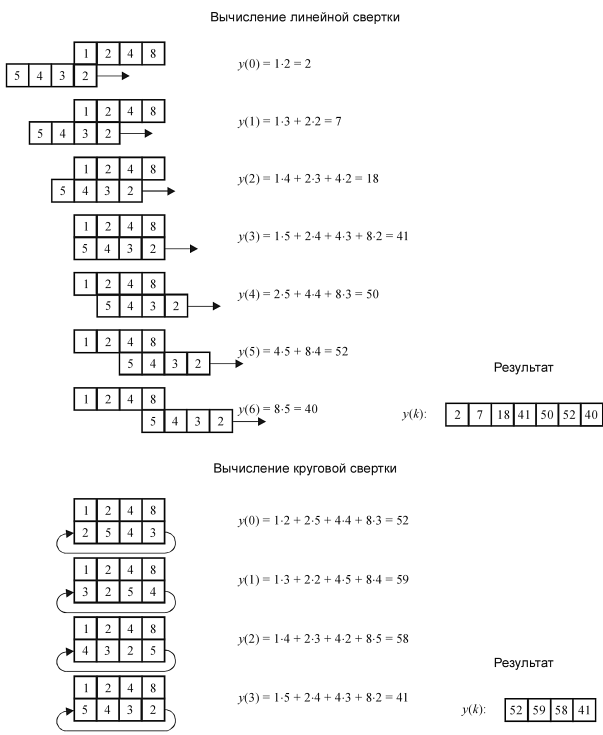 Вычисление линейной свертки
1 2 4 8
5 4 3 2
y(0) = 1·2 = 2
1 2 4 8
5 4 3 2
y(1) = 1·3 + 2·2 = 7
1 2 4 8
5 4 3 2
y(2) = 1·4 + 2·3 + 4·2 = 18
1 2 4 8
5 4 3 2
y(3) = 1·5 + 2·4 + 4·3 + 8·2 = 41
1 2 4 8
5 4 3 2
y(4) = 2·5 + 4·4 + 8·3 = 50
1 2 4 8
5 4 3 2
y(5) = 4·5 + 8·4 = 52
1 2 4 8
5 4 3 2
y(6) = 8·5 = 40
Результат
y(k): 2 7 18 41 50 52 40
Вычисление круговой свертки
1 2 4 8
2 5 4 3
y(0) = 1·2 + 2·5 + 4·4 + 8·3 = 52
1 2 4 8
3 2 5 4
y(1) = 1·3 + 2·2 + 4·5 + 8·4 = 59
1 2 4 8
4 3 2 5
y(2) = 1·4 + 2·3 + 4·2 + 8·5 = 58
1 2 4 8
5 4 3 2
y(3) = 1·5 + 2·4 + 4·3 + 8·2 = 41
Результат
y(k): 52 59 58 41